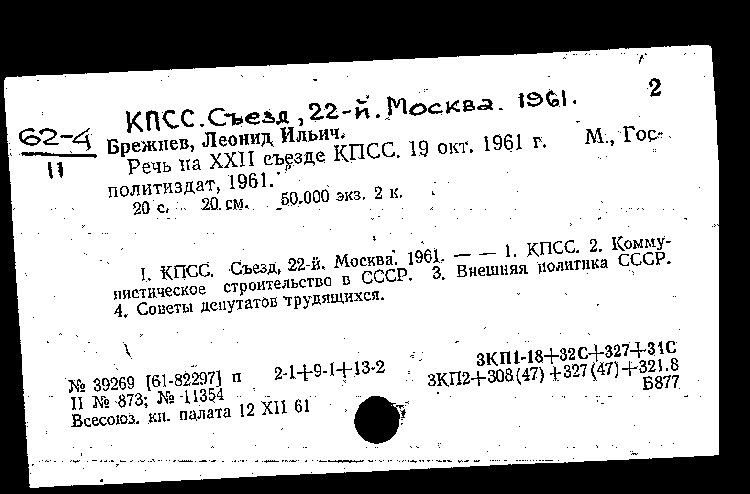 2
КПСС. Съезд, 22-й. Москва. 1961.
62-4
11
Брежнев, Леонид Ильич.
Речь на XXII съезде КПСС. 19 окт. 1961 г. М., Гос-
политиздат, 1961.
20 с. 20 см. 50.000 экз. 2 к.
I. КПСС. Съезд, 22-й. Москва. 1961. — — 1. КПСС. 2. Комму-
нистическое строительство в СССР. 3. Внешняя политика СССР.
4. Советы депутатов трудящихся.
№ 39269 [61-82297] п 2-1+9-1+13-2 3КП1-18+32С+327+31С
II № 873; № 11354 3КП2+308(47)+327(47)+321.8
Всесоюз. кн. палата 12 XII 61 Б877